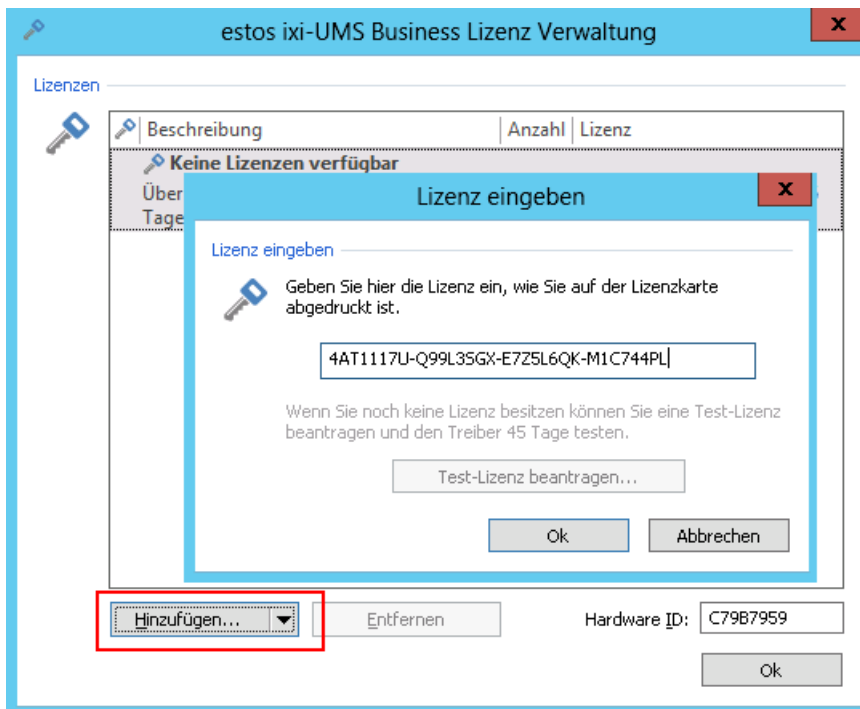 estos ixi-UMS Business Lizenz Verwaltung
x
Lizenzen
Beschreibung Anzahl Lizenz
Keine Lizenzen verfügbar
Über
Tage
Lizenz eingeben
x
Lizenz eingeben
Geben Sie hier die Lizenz ein, wie Sie auf der Lizenzkarte
abgedruckt ist.
4AT1117U-Q99L3SGX-E7Z5L6QK-M1C744PL
Wenn Sie noch keine Lizenz besitzen können Sie eine Test-Lizenz
beantragen und den Treiber 45 Tage testen.
Test-Lizenz beantragen...
Ok Abbrechen
Hinzufügen... Entfernen Hardware ID: C79B7959
Ok